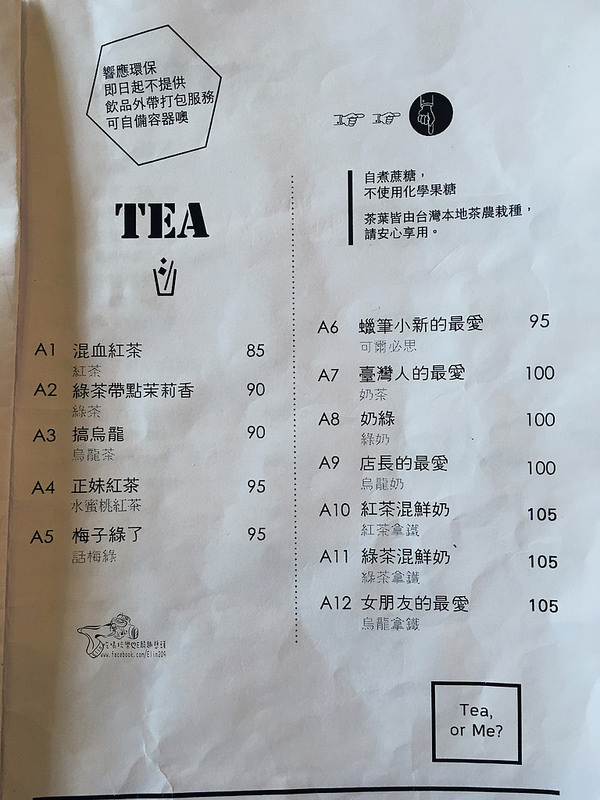 響應環保
即日起不提供
飲品外帶打包服務
可自備容器噢
TEA
自煮蔗糖，
不使用化學果糖
茶葉皆由台灣本地茶農栽種，
請安心享用。
A1 混血紅茶 85
紅茶
A2 綠茶帶點茉莉香 90
綠茶
A3 搞烏龍 90
烏龍茶
A4 正妹紅茶 95
水蜜桃紅茶
A5 梅子綠了 95
話梅綠
A6 蠟筆小新的最愛 95
可爾必思
A7 臺灣人的最愛 100
奶茶
A8 奶綠 100
綠奶
A9 店長的最愛 100
烏龍奶
A10 紅茶混鮮奶 105
紅茶拿鐵
A11 綠茶混鮮奶 105
綠茶拿鐵
A12 女朋友的最愛 105
烏龍拿鐵
www.facebook.com/Elin204
Tea,
or Me?